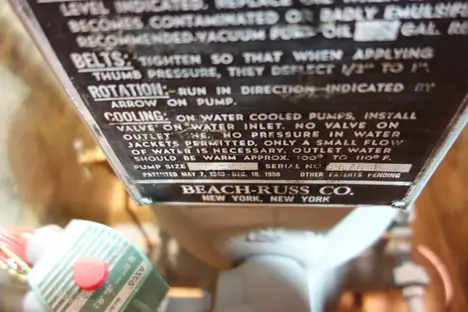 LEVEL INDICATED, REPLACE OIL
BECOMES CONTAMINATED OR BADLY EMULSIF
RECOMMENDED-VACUUM PUMP OIL GAL. R
BELTS: TIGHTEN SO THAT WHEN APPLYING
THUMB PRESSURE, THEY DEFLECT 1/2" TO
ROTATION: RUN IN DIRECTION INDICATED BY
ARROW ON PUMP.
COOLING: ON WATER COOLED PUMPS, INSTALL
VALVE ON WATER INLET. NO VALVE ON
OUTLET LINE. NO PRESSURE IN WATER
JACKETS PERMITTED. ONLY A SMALL FLOW
OF WATER IS NECESSARY. OUTLET WATER
SHOULD BE WARM APPROX. 100° TO 110° F.
PUMP SIZE SERIAL NO.
PATENTED MAY 7, 1940-DEC. 18, 1956 OTHER PATENTS PENDING
BEACH-RUSS CO.
NEW YORK, NEW YORK